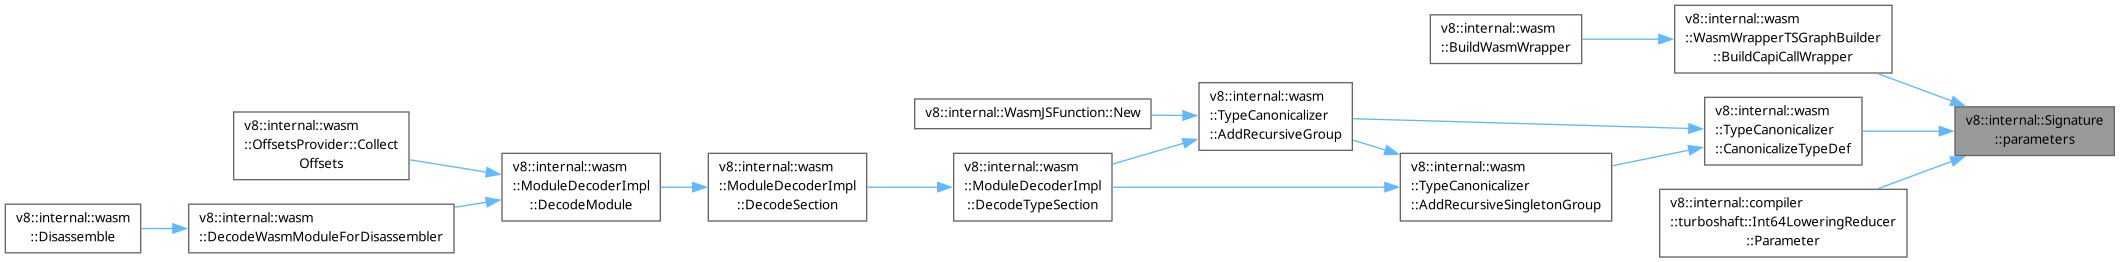 v8::internal::wasm
::Disassemble
v8::internal::wasm
::OffsetsProvider::Collect
Offsets
v8::internal::wasm
::DecodeWasmModuleForDisassembler
v8::internal::wasm
::ModuleDecoderImpl
::DecodeModule
v8::internal::wasm
::ModuleDecoderImpl
::DecodeSection
v8::internal::WasmJSFunction::New
v8::internal::wasm
::ModuleDecoderImpl
::DecodeTypeSection
v8::internal::wasm
::TypeCanonicalizer
::AddRecursiveGroup
v8::internal::wasm
::BuildWasmWrapper
v8::internal::wasm
::TypeCanonicalizer
::AddRecursiveSingletonGroup
v8::internal::wasm
::WasmWrapperTSGraphBuilder
::BuildCapiCallWrapper
v8::internal::wasm
::TypeCanonicalizer
::CanonicalizeTypeDef
v8::internal::compiler
::turboshaft::Int64LoweringReducer
::Parameter
v8::internal::Signature
::parameters